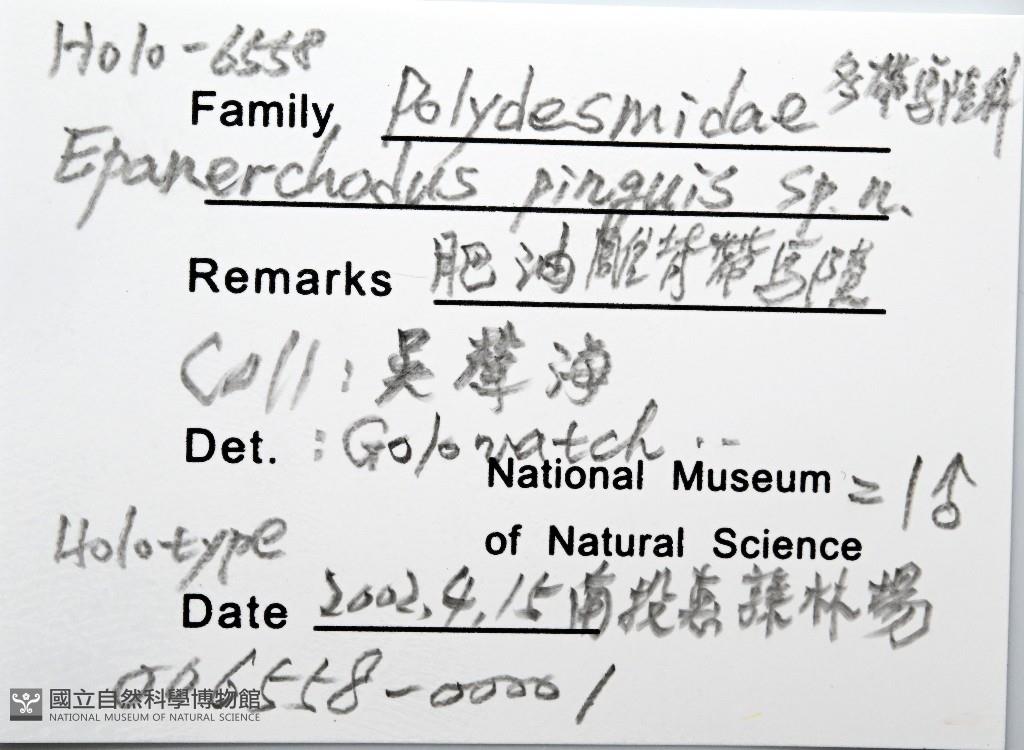 Holo-6558
Family Polydesmidae 多帶馬陸科
Epanerchodus pinguis sp.n.
Remarks 肥油雕背帶馬陸
Coll: 吳聲海
Det. : Golovatch
National Museum = 1♂
of Natural Science
Holotype
Date 2002.4.15 南投惠蓀林場
006558-00001
國立自然科學博物館
NATIONAL MUSEUM OF NATURAL SCIENCE